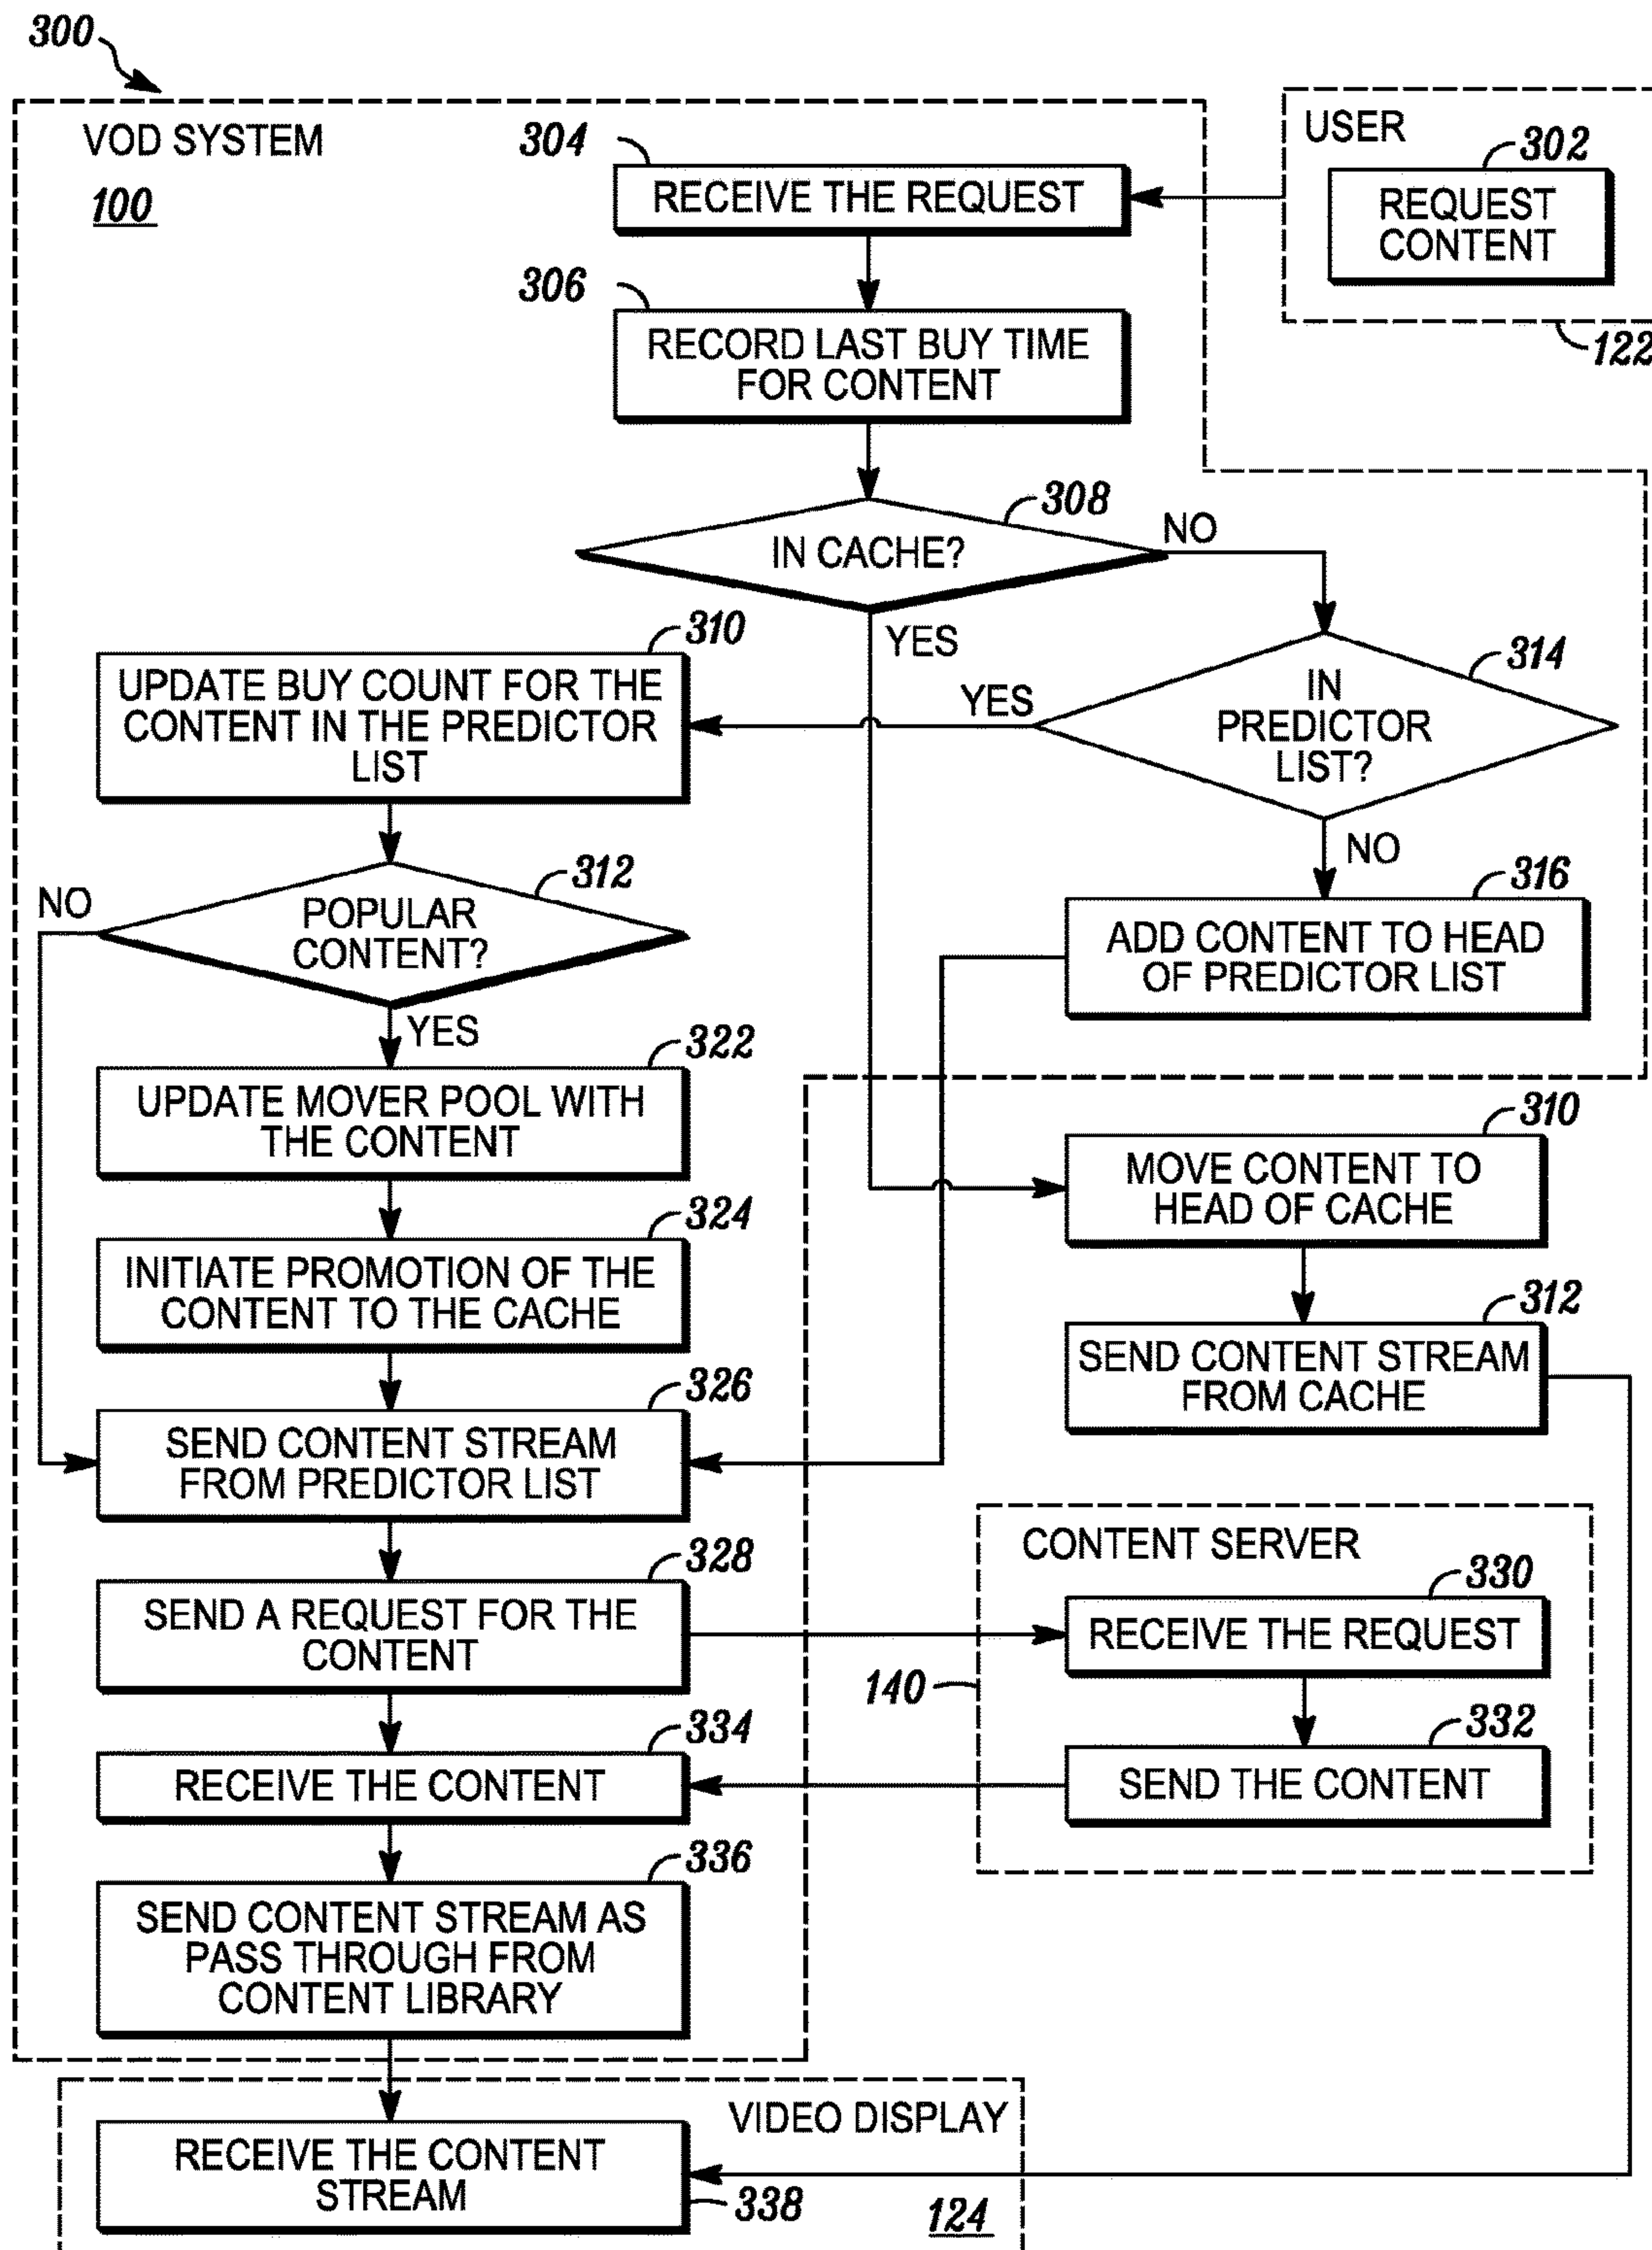 300
VOD SYSTEM
100
USER
302
REQUEST
CONTENT
122
304
RECEIVE THE REQUEST
306
RECORD LAST BUY TIME
FOR CONTENT
308
IN CACHE?
NO
YES
310
UPDATE BUY COUNT FOR THE
CONTENT IN THE PREDICTOR
LIST
YES
314
IN
PREDICTOR
LIST?
NO
312
POPULAR
CONTENT?
NO
YES
316
ADD CONTENT TO HEAD
OF PREDICTOR LIST
322
UPDATE MOVER POOL WITH
THE CONTENT
310
MOVE CONTENT TO
HEAD OF CACHE
324
INITIATE PROMOTION OF THE
CONTENT TO THE CACHE
312
SEND CONTENT STREAM
FROM CACHE
326
SEND CONTENT STREAM
FROM PREDICTOR LIST
328
SEND A REQUEST FOR THE
CONTENT
CONTENT SERVER
330
RECEIVE THE REQUEST
140
332
SEND THE CONTENT
334
RECEIVE THE CONTENT
336
SEND CONTENT STREAM AS
PASS THROUGH FROM
CONTENT LIBRARY
VIDEO DISPLAY
RECEIVE THE CONTENT
STREAM
338
124